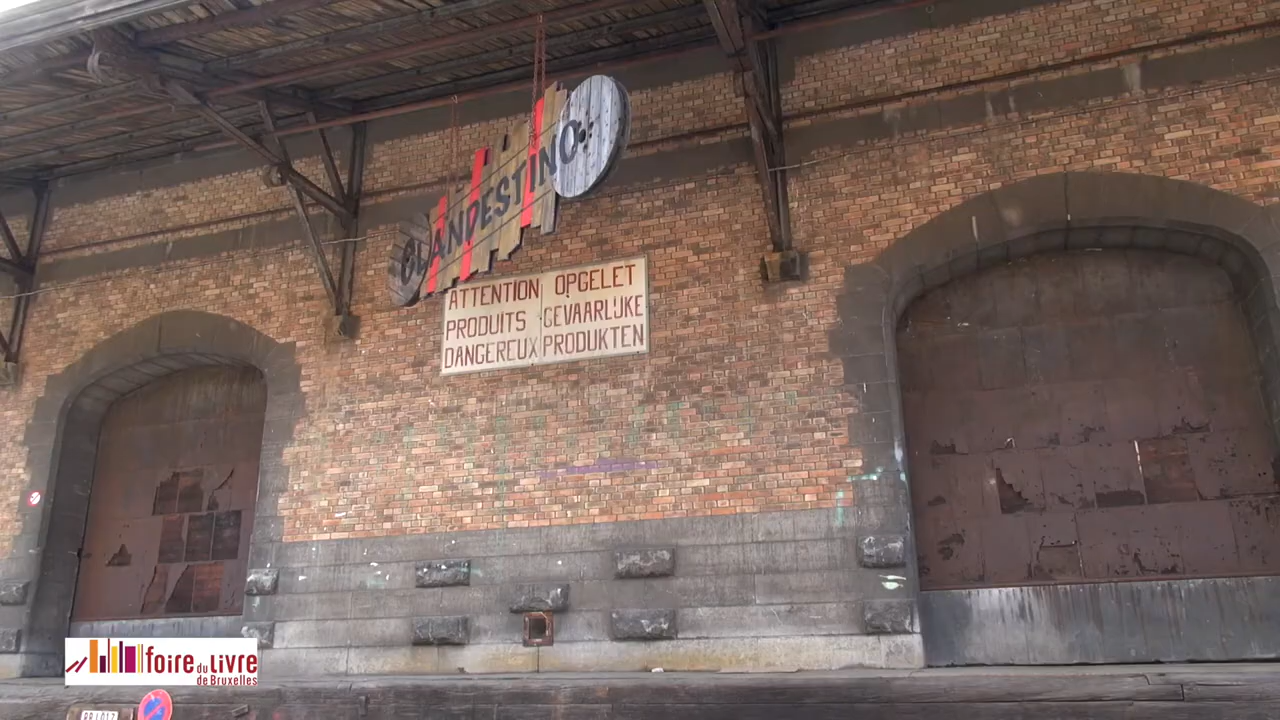 CLANDESTINO
ATTENTION OPGELET
PRODUITS GEVAARLIJKE
DANGEREUX PRODUKTEN
foire du Livre
de Bruxelles